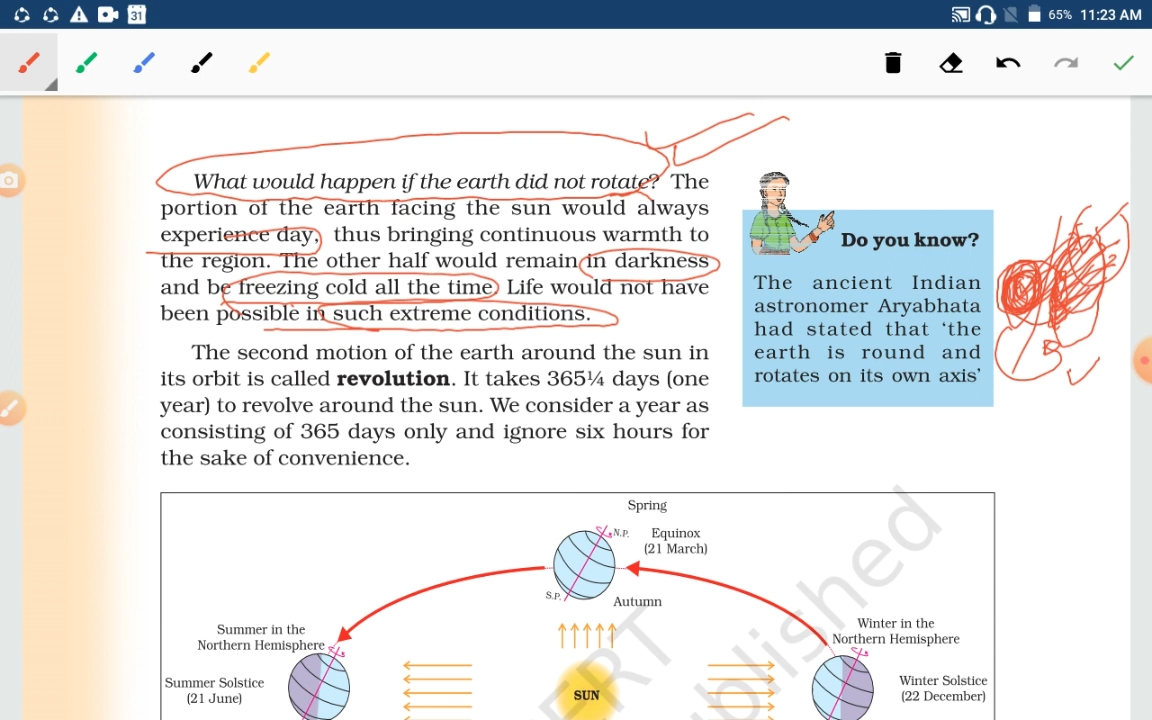 31
65% 11:23 AM
What would happen if the earth did not rotate? The
portion of the earth facing the sun would always
experience day, thus bringing continuous warmth to
the region. The other half would remain in darkness
and be freezing cold all the time. Life would not have
been possible in such extreme conditions.
The second motion of the earth around the sun in
its orbit is called revolution. It takes 365¼ days (one
year) to revolve around the sun. We consider a year as
consisting of 365 days only and ignore six hours for
the sake of convenience.
Do you know?
The ancient Indian
astronomer Aryabhata
had stated that ‘the
earth is round and
rotates on its own axis’
Spring
N.P.
Equinox
(21 March)
S.P.
Autumn
Summer in the
Northern Hemisphere
Summer Solstice
(21 June)
SUN
Winter in the
Northern Hemisphere
Winter Solstice
(22 December)
ERT
published